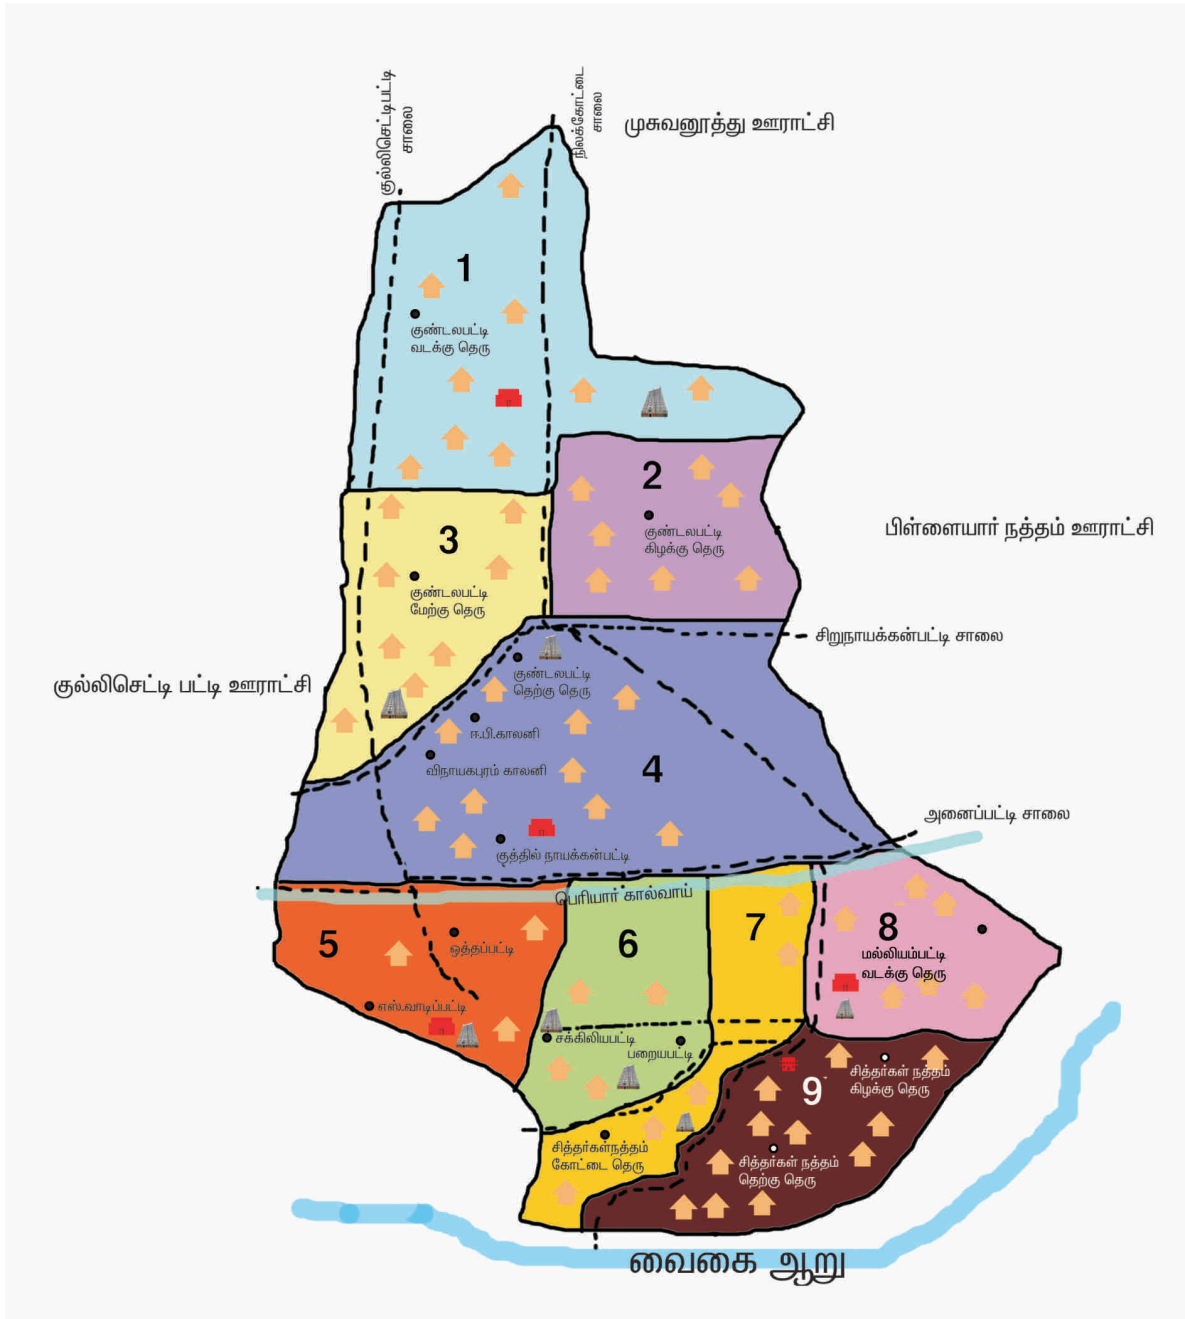 குல்லிசெட்டிபட்டி
சாலை
நிலக்கோட்டை
சாலை
முசுவனூத்து ஊராட்சி
1
குண்டலபட்டி
வடக்கு தெரு
2
குண்டலபட்டி
கிழக்கு தெரு
பிள்ளையார் நத்தம் ஊராட்சி
3
குண்டலபட்டி
மேற்கு தெரு
சிறுநாயக்கன்பட்டி சாலை
குல்லிசெட்டி பட்டி ஊராட்சி
குண்டலபட்டி
தெற்கு தெரு
ஈ.பி.காலனி
விநாயகபுரம் காலனி
4
அனைப்பட்டி சாலை
குத்தில் நாயக்கன்பட்டி
பெரியார் கால்வாய்
5
ஒத்தப்பட்டி
எஸ்.வாடிப்பட்டி
6
சக்கிலியபட்டி
பறையபட்டி
7
8
மல்லியம்பட்டி
வடக்கு தெரு
சித்தர்கள் நத்தம்
கிழக்கு தெரு
9
சித்தர்கள்நத்தம்
கோட்டை தெரு
சித்தர்கள் நத்தம்
தெற்கு தெரு
வைகை ஆறு